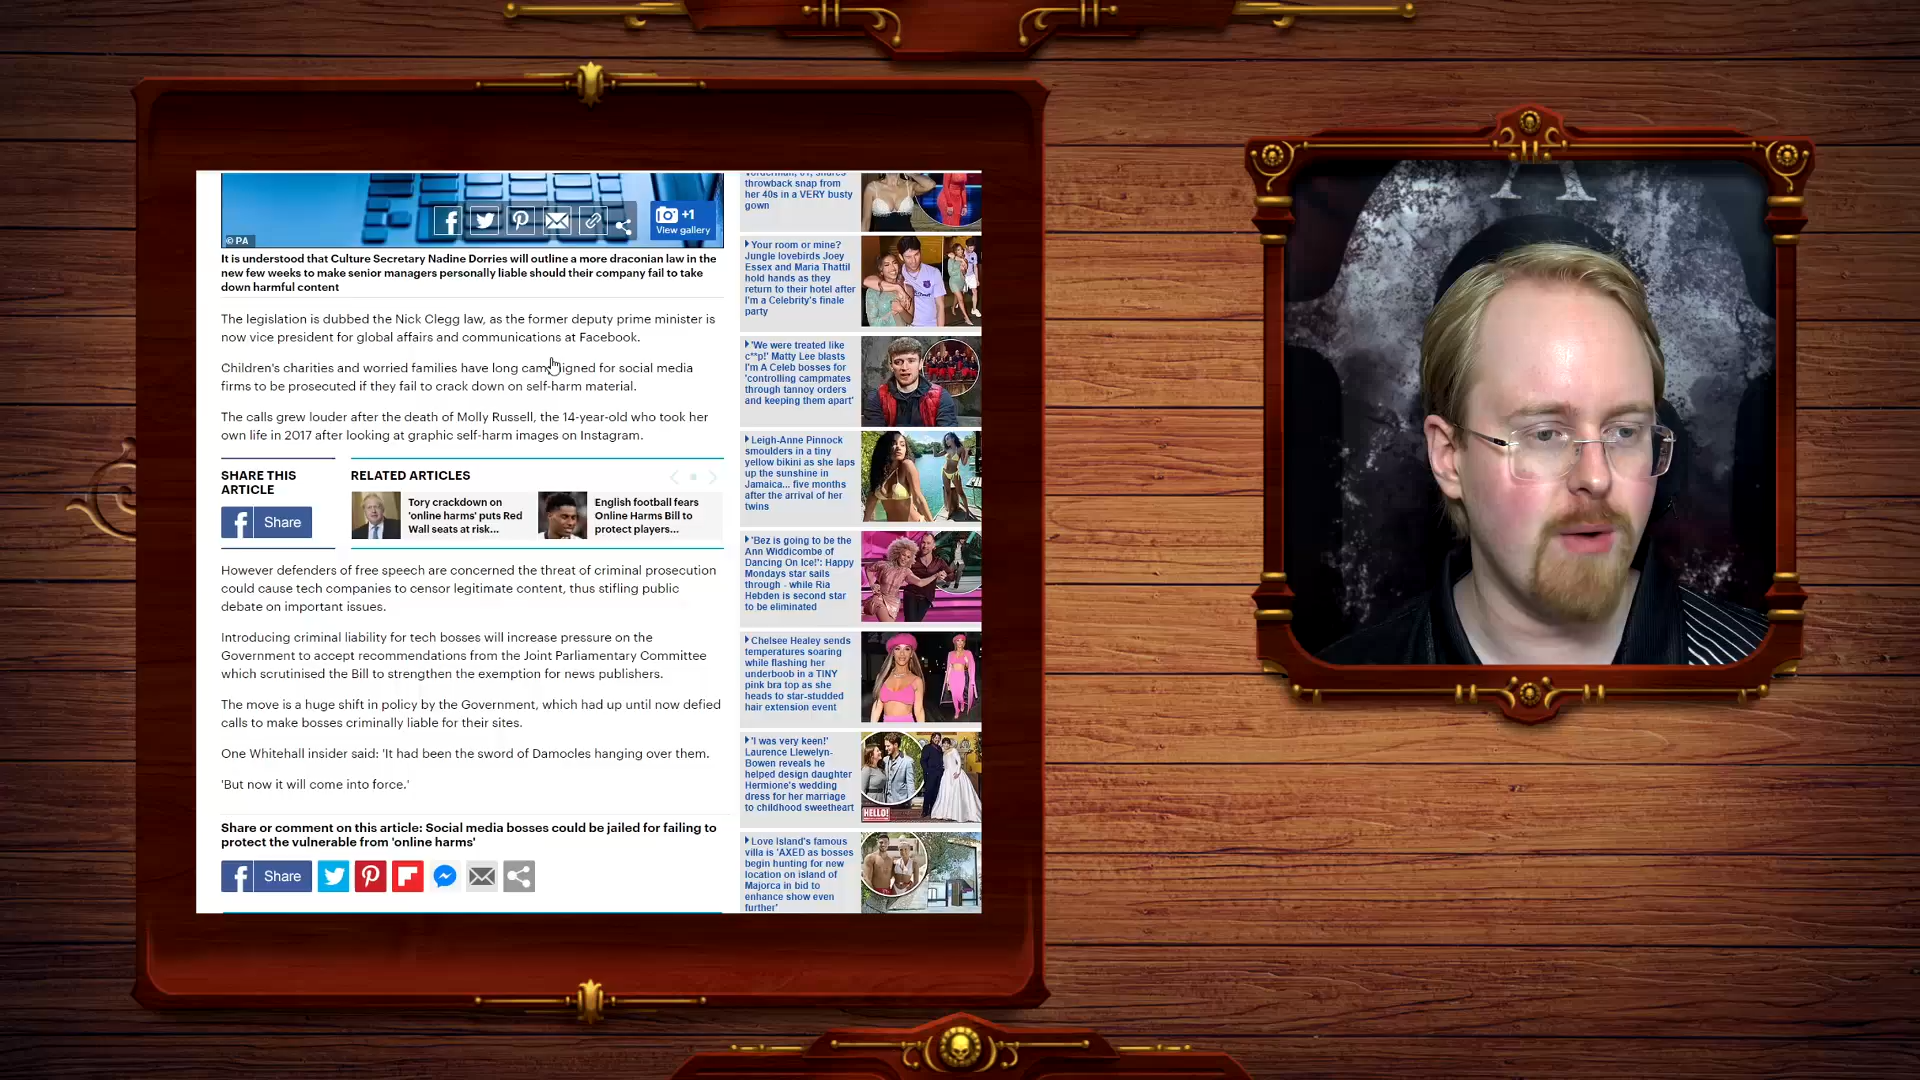 +1
View gallery
© PA
It is understood that Culture Secretary Nadine Dorries will outline a more draconian law in the
new few weeks to make senior managers personally liable should their company fail to take
down harmful content
The legislation is dubbed the Nick Clegg law, as the former deputy prime minister is
now vice president for global affairs and communications at Facebook.
Children's charities and worried families have long campaigned for social media
firms to be prosecuted if they fail to crack down on self-harm material.
The calls grew louder after the death of Molly Russell, the 14-year-old who took her
own life in 2017 after looking at graphic self-harm images on Instagram.
SHARE THIS
ARTICLE
Share
RELATED ARTICLES
Tory crackdown on
'online harms' puts Red
Wall seats at risk...
English football fears
Online Harms Bill to
protect players...
However defenders of free speech are concerned the threat of criminal prosecution
could cause tech companies to censor legitimate content, thus stifling public
debate on important issues.
Introducing criminal liability for tech bosses will increase pressure on the
Government to accept recommendations from the Joint Parliamentary Committee
which scrutinised the Bill to strengthen the exemption for news publishers.
The move is a huge shift in policy by the Government, which had up until now defied
calls to make bosses criminally liable for their sites.
One Whitehall insider said: 'It had been the sword of Damocles hanging over them.
'But now it will come into force.'
Share or comment on this article: Social media bosses could be jailed for failing to
protect the vulnerable from 'online harms'
Share
throwback snap from
her 40s in a VERY busty
gown
Your room or mine?
Jungle lovebirds Joey
Essex and Maria Thattil
hold hands as they
return to their hotel after
I'm a Celebrity's finale
party
'We were treated like
c**p!' Matty Lee blasts
I'm A Celeb bosses for
'controlling campmates
through tannoy orders
and keeping them apart'
Leigh-Anne Pinnock
smoulders in a tiny
yellow bikini as she laps
up the sunshine in
Jamaica... five months
after the arrival of her
twins
'Bez is going to be the
Ann Widdicombe of
Dancing On Ice!': Happy
Mondays star sails
through - while Ria
Hebden is second star
to be eliminated
Chelsee Healey sends
temperatures soaring
while flashing her
underboob in a TINY
pink bra top as she
heads to star-studded
hair extension event
'I was very keen!'
Laurence Llewelyn-
Bowen reveals he
helped design daughter
Hermione's wedding
dress for her marriage
to childhood sweetheart
HELLO!
Love Island's famous
villa is 'AXED as bosses
begin hunting for new
location on island of
Majorca in bid to
enhance show even
further'
A